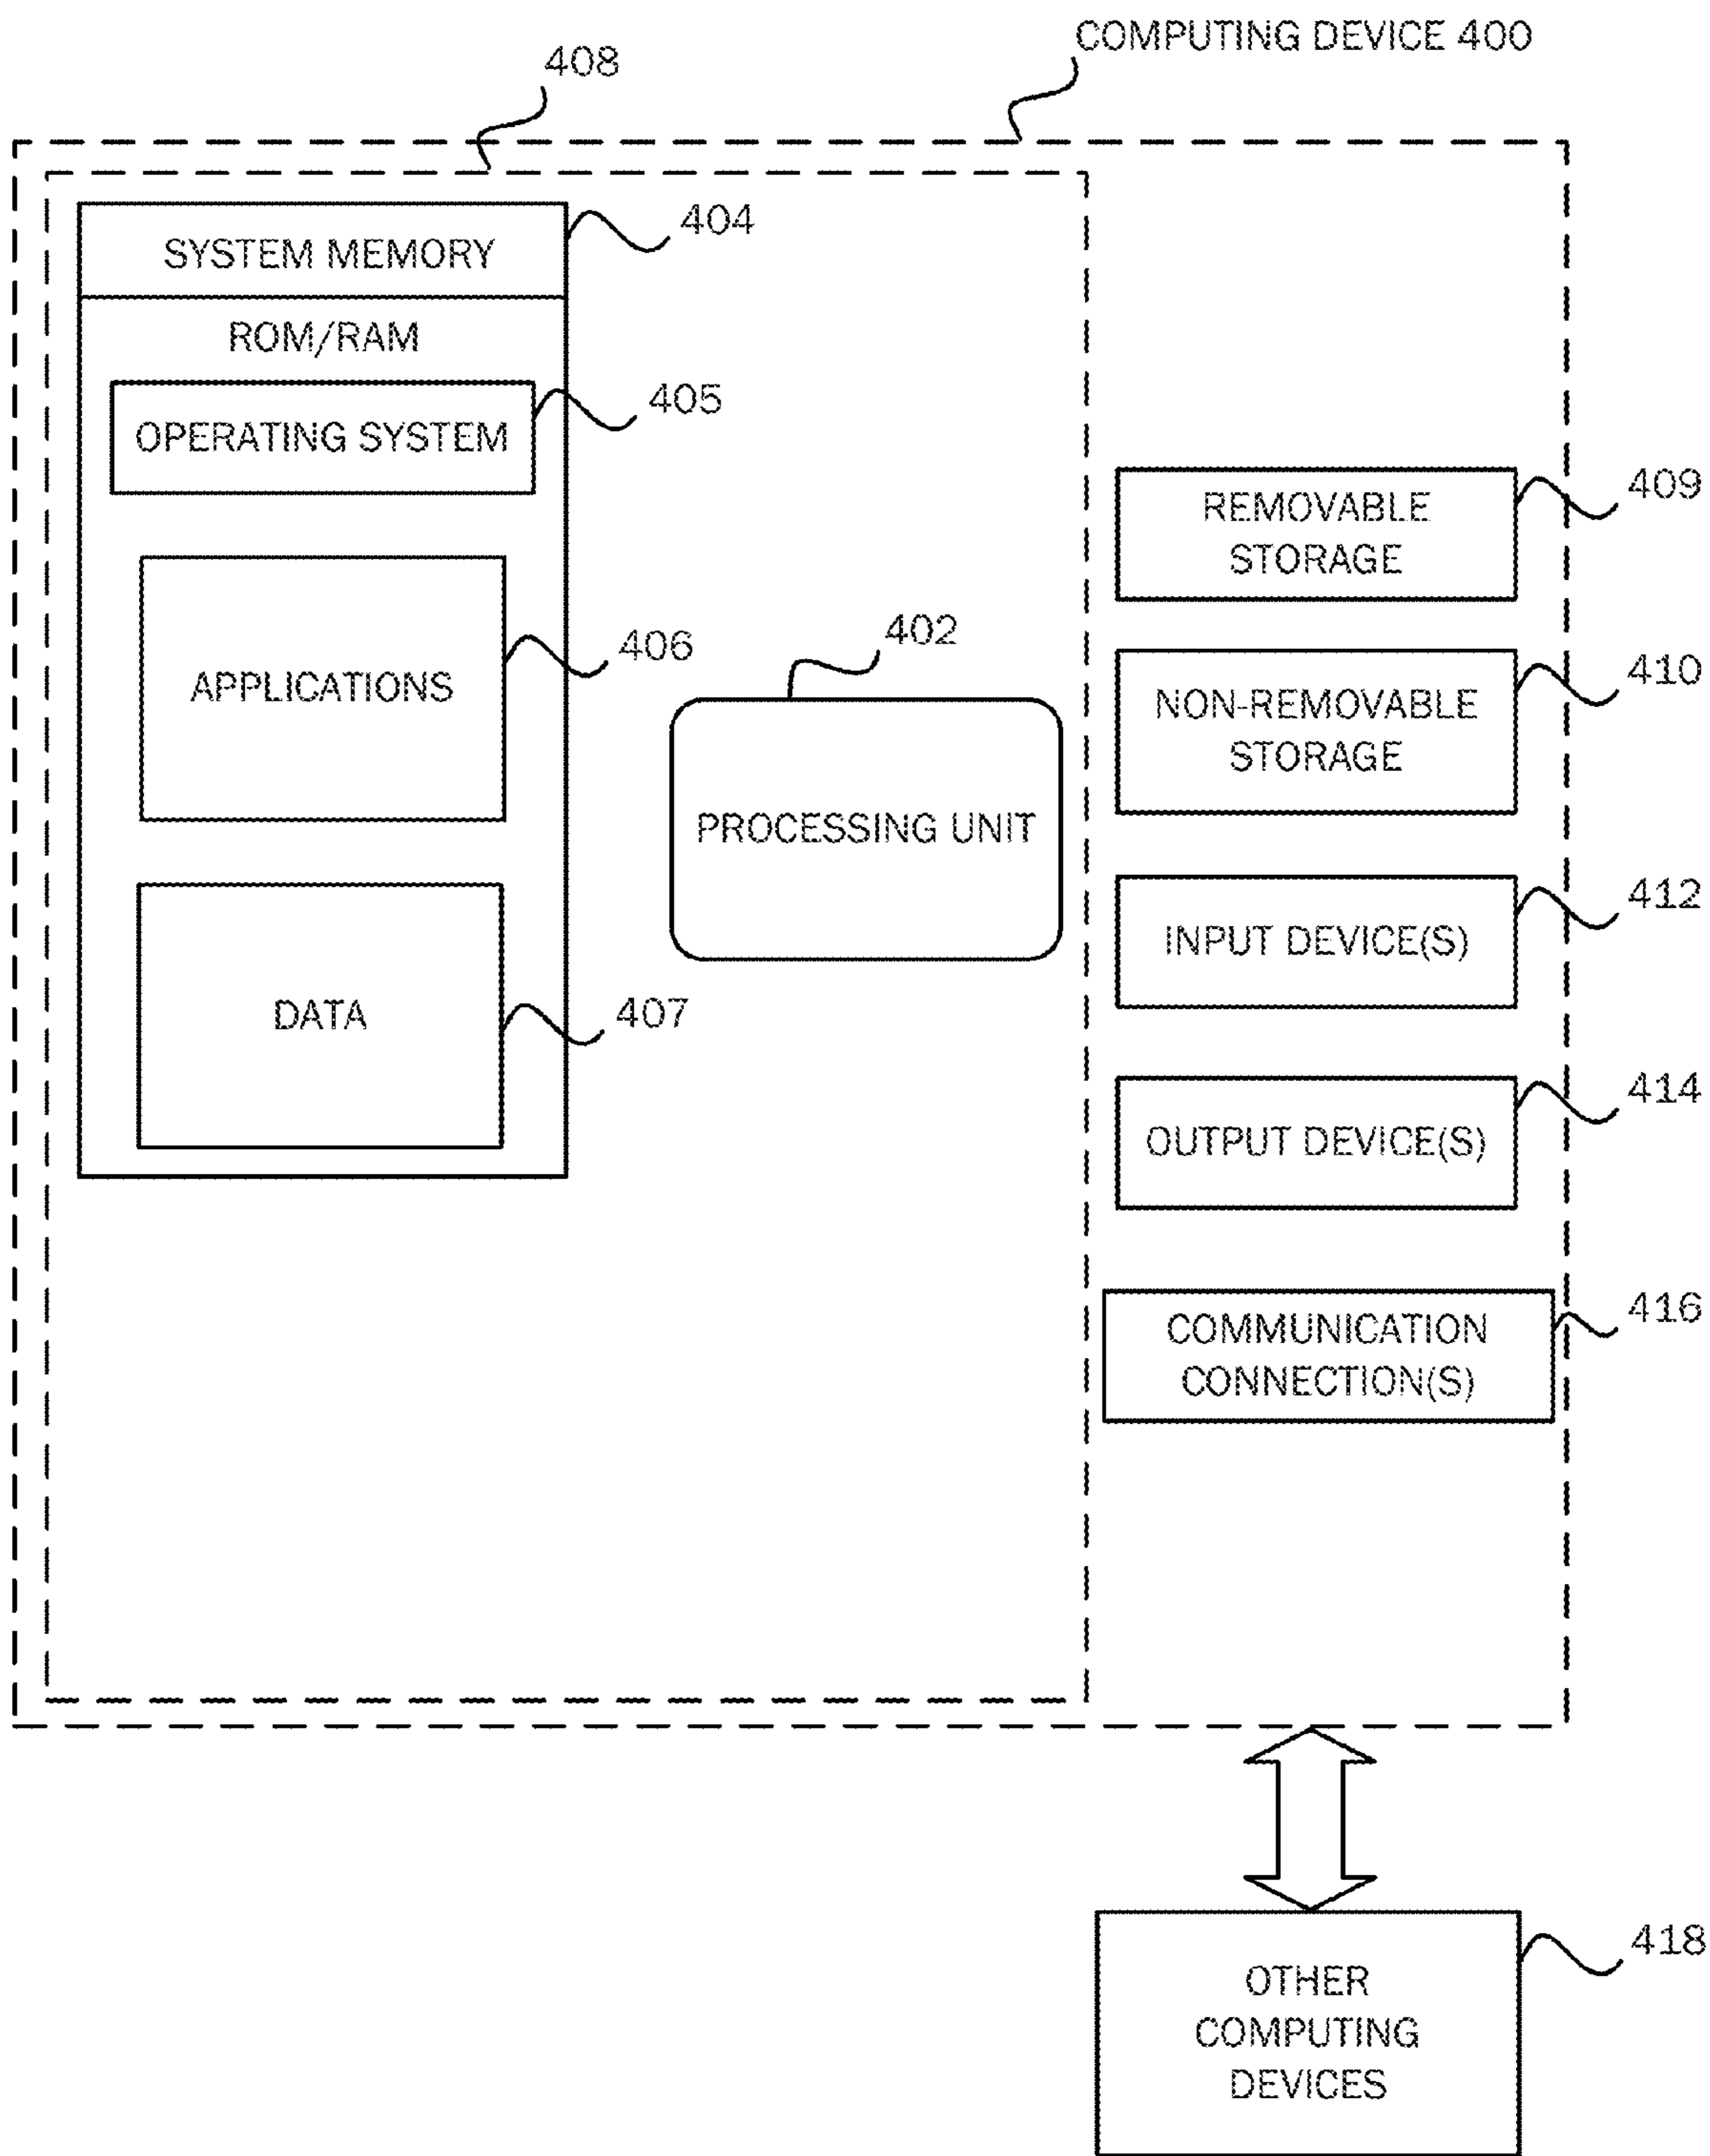 COMPUTING DEVICE 400
408
SYSTEM MEMORY
404
ROM/RAM
OPERATING SYSTEM
405
APPLICATIONS
406
DATA
407
PROCESSING UNIT
402
REMOVABLE
STORAGE
409
NON-REMOVABLE
STORAGE
410
INPUT DEVICE(S)
412
OUTPUT DEVICE(S)
414
COMMUNICATION
CONNECTION(S)
416
OTHER
COMPUTING
DEVICES
418